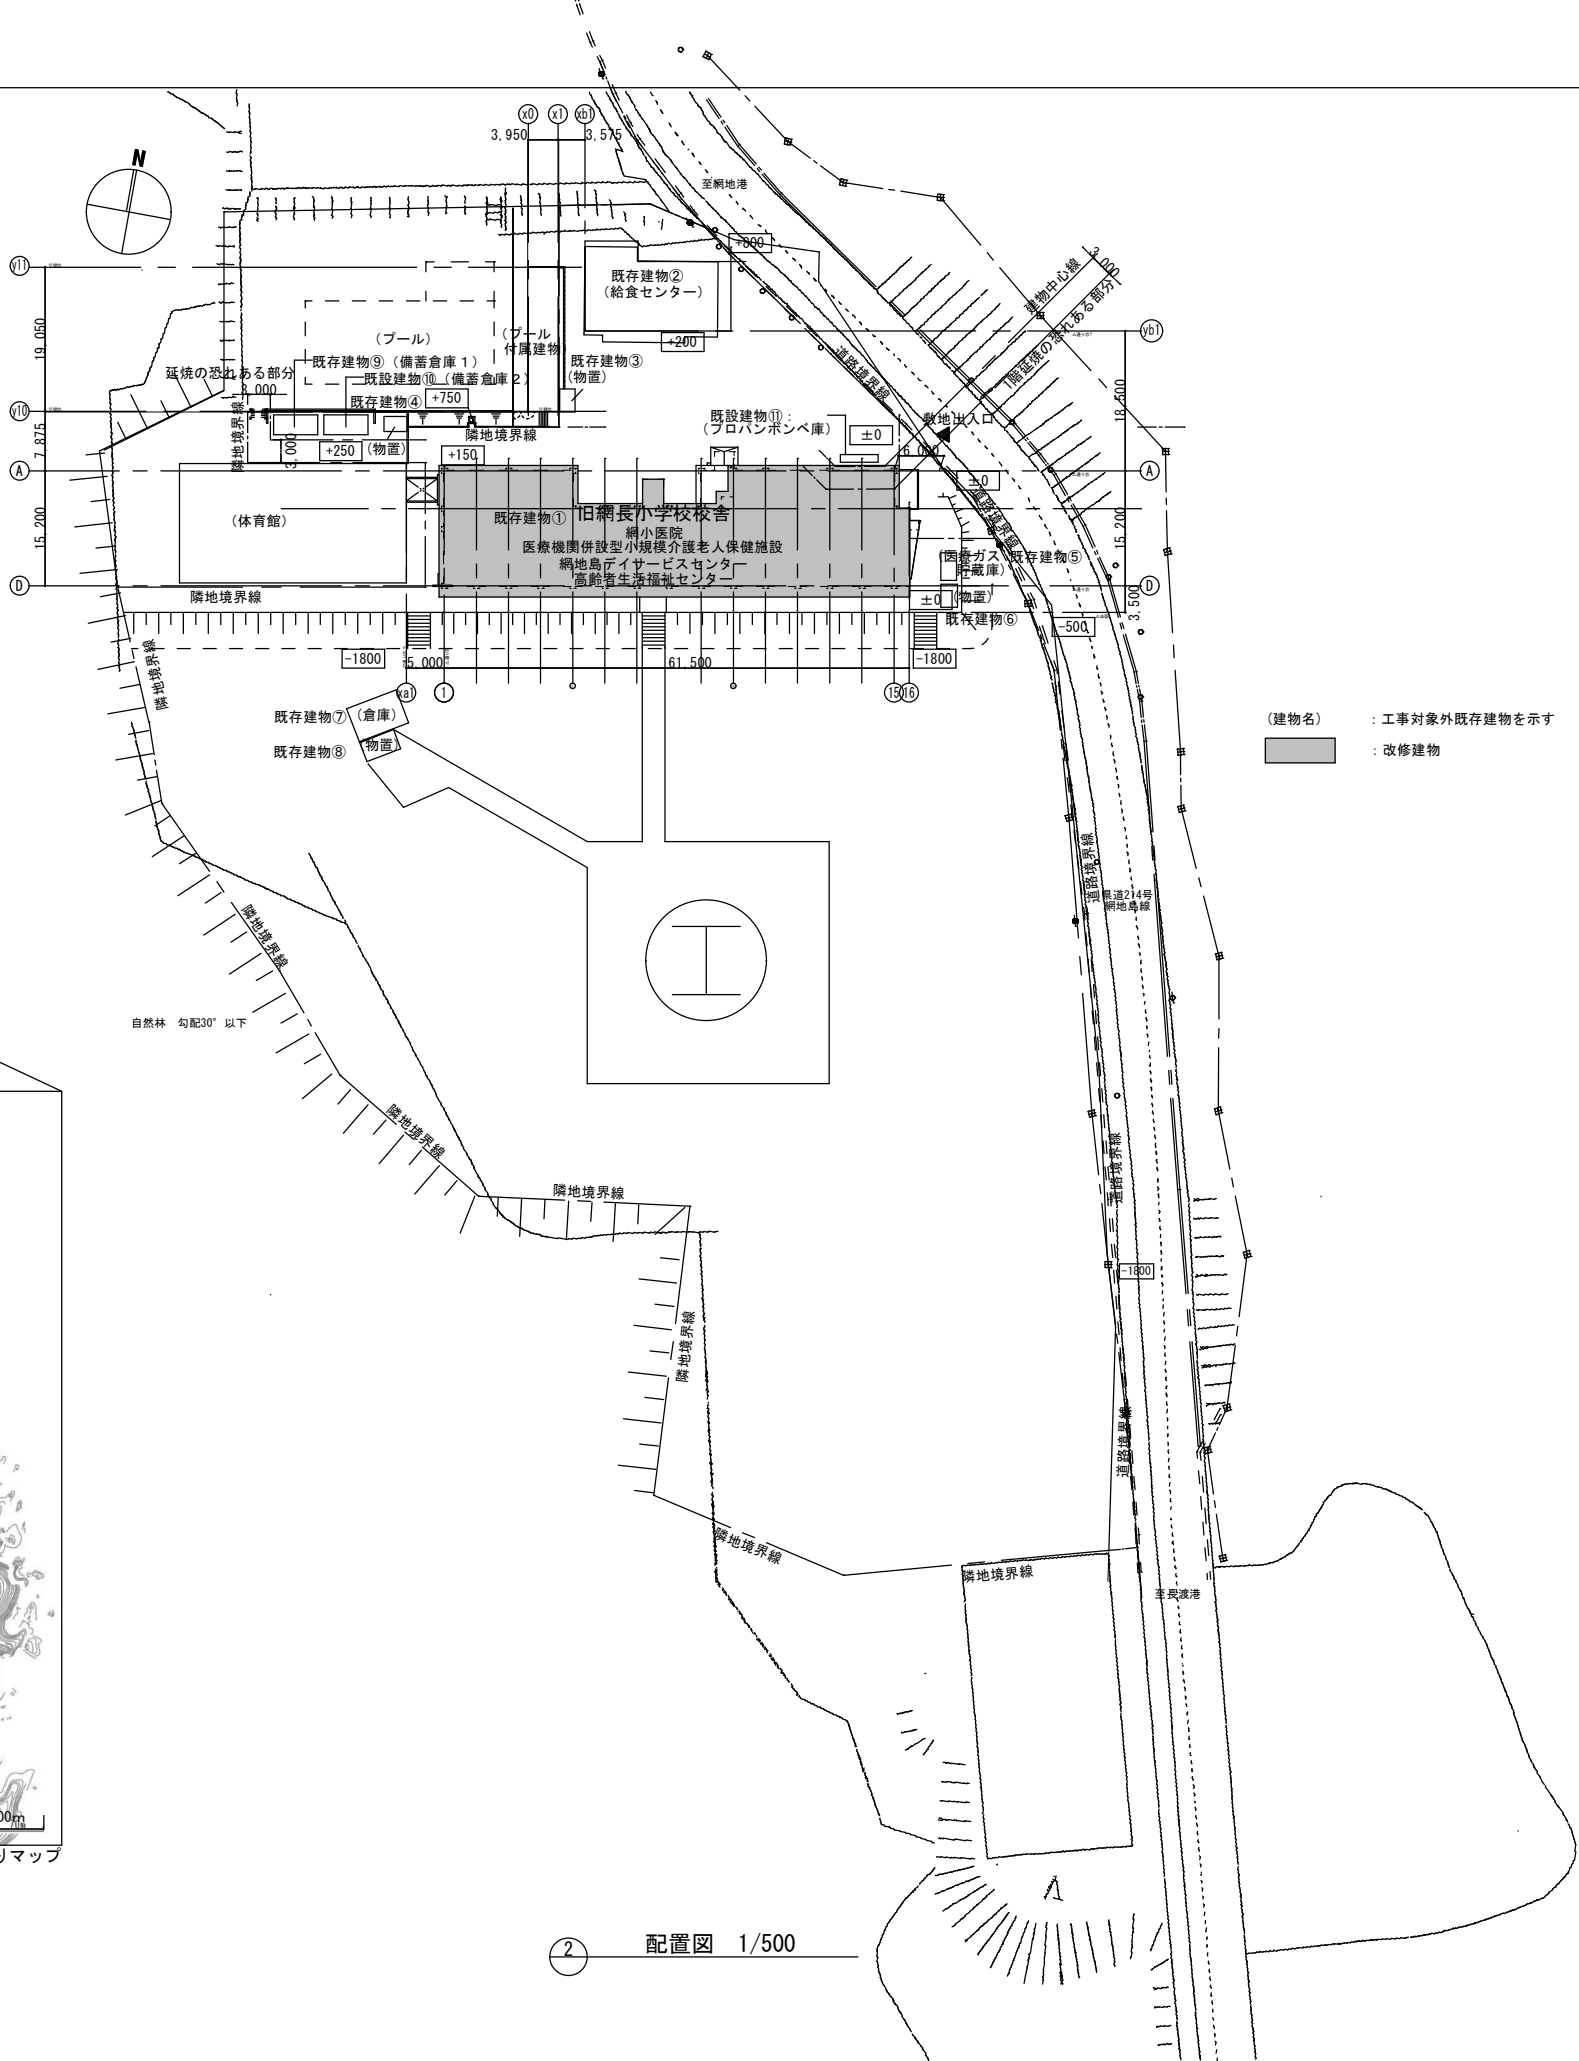 x0
x1
xb1
3,950
3,575
N
至網地港
+800
y11
既存建物②
（給食センター）
建物中心線
3,000
1階延焼の恐れある部分
yb1
19,050
（プール）
（プール
付属建物）
+200
道路境界線
既存建物⑨（備蓄倉庫１）
既存建物③
（物置）
延焼の恐れある部分
3,000
既設建物⑩（備蓄倉庫２）
18,500
既存建物④
+750
y10
隣地境界線
既設建物⑪：
（プロパンボンベ庫）
±0
敷地出入口
7,875
3,000
+250
（物置）
隣地境界線
+150
6,000
A
A
±0
道路境界線
15,200
（体育館）
既存建物①
旧網長小学校校舎
網小医院
医療機関併設型小規模介護老人保健施設
網地島デイサービスセンター
高齢者生活福祉センター
15,200
（医療ガス
貯蔵庫）
既存建物⑤
D
D
隣地境界線
±0
（物置）
既存建物⑥
3,500
-500
-1800
5,000
61,500
-1800
隣地境界線
xa1
1
15
16
既存建物⑦
（倉庫）
既存建物⑧
（物置）
（建物名）
：工事対象外既存建物を示す
：改修建物
道路境界線
県道214号
網地島線
隣地境界線
自然林　勾配30°以下
隣地境界線
道路境界線
隣地境界線
-1800
隣地境界線
道路境界線
隣地境界線
隣地境界線
至長渡港
00m
りマップ
2
配置図　1/500